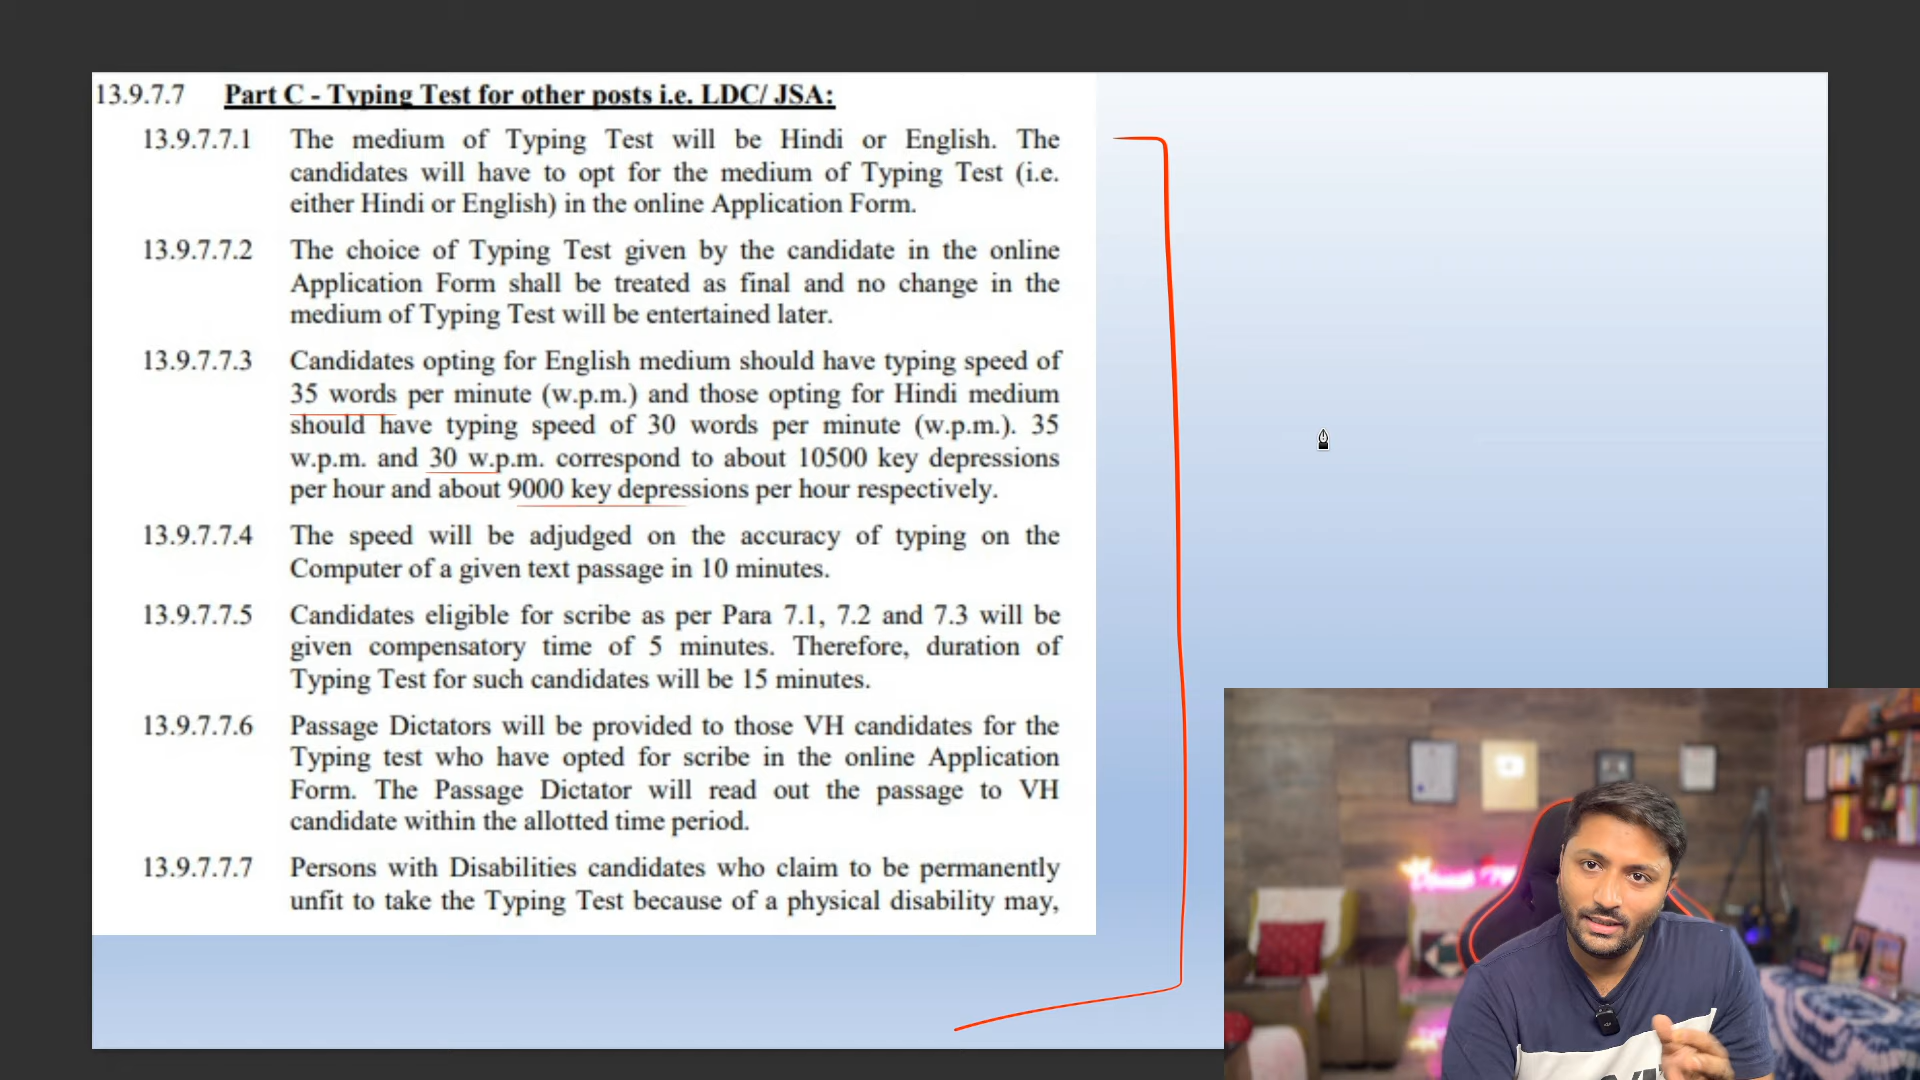 13.9.7.7 Part C - Typing Test for other posts i.e. LDC/ JSA:
13.9.7.7.1 The medium of Typing Test will be Hindi or English. The
candidates will have to opt for the medium of Typing Test (i.e.
either Hindi or English) in the online Application Form.
13.9.7.7.2 The choice of Typing Test given by the candidate in the online
Application Form shall be treated as final and no change in the
medium of Typing Test will be entertained later.
13.9.7.7.3 Candidates opting for English medium should have typing speed of
35 words per minute (w.p.m.) and those opting for Hindi medium
should have typing speed of 30 words per minute (w.p.m.). 35
w.p.m. and 30 w.p.m. correspond to about 10500 key depressions
per hour and about 9000 key depressions per hour respectively.
13.9.7.7.4 The speed will be adjudged on the accuracy of typing on the
Computer of a given text passage in 10 minutes.
13.9.7.7.5 Candidates eligible for scribe as per Para 7.1, 7.2 and 7.3 will be
given compensatory time of 5 minutes. Therefore, duration of
Typing Test for such candidates will be 15 minutes.
13.9.7.7.6 Passage Dictators will be provided to those VH candidates for the
Typing test who have opted for scribe in the online Application
Form. The Passage Dictator will read out the passage to VH
candidate within the allotted time period.
13.9.7.7.7 Persons with Disabilities candidates who claim to be permanently
unfit to take the Typing Test because of a physical disability may,